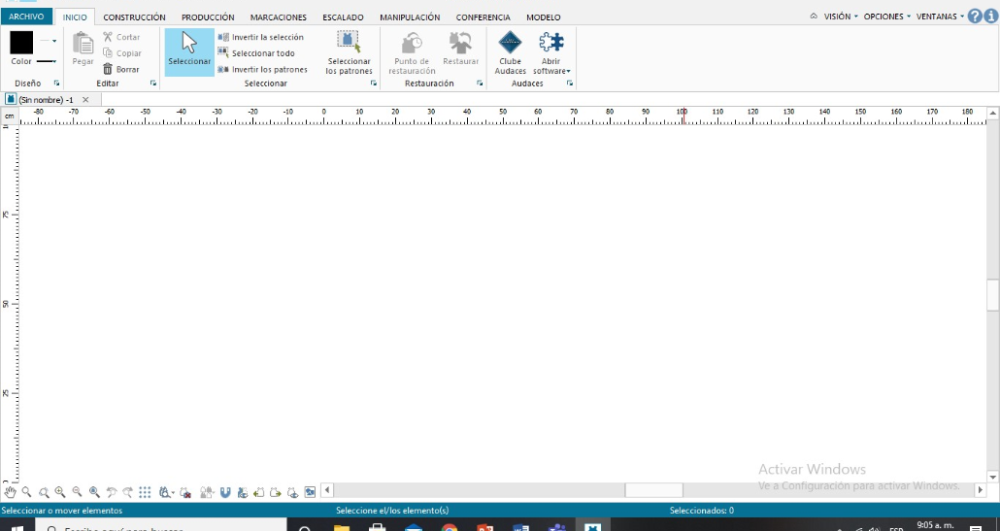 ARCHIVO INICIO CONSTRUCCIÓN PRODUCCIÓN MARCACIONES ESCALADO MANIPULACIÓN CONFERENCIA MODELO VISIÓN OPCIONES VENTANAS
Color
Diseño
Pegar
Cortar
Copiar
Borrar
Editar
Seleccionar
Invertir la selección
Seleccionar todo
Invertir los patrones
Seleccionar
los patrones
Seleccionar
Punto de
restauración
Restaurar
Restauración
Clube
Audaces
Abrir
software
Audaces
(Sin nombre) -1
cm -80 -70 -60 -50 -40 -30 -20 -10 0 10 20 30 40 50 60 70 80 90 100 110 120 130 140 150 160 170 180
75
50
25
Activar Windows
Ve a Configuración para activar Windows.
Seleccionar o mover elementos Seleccione el/los elemento(s) Seleccionados: 0
Escribe aquí para buscar
ESP
9:05 a. m.